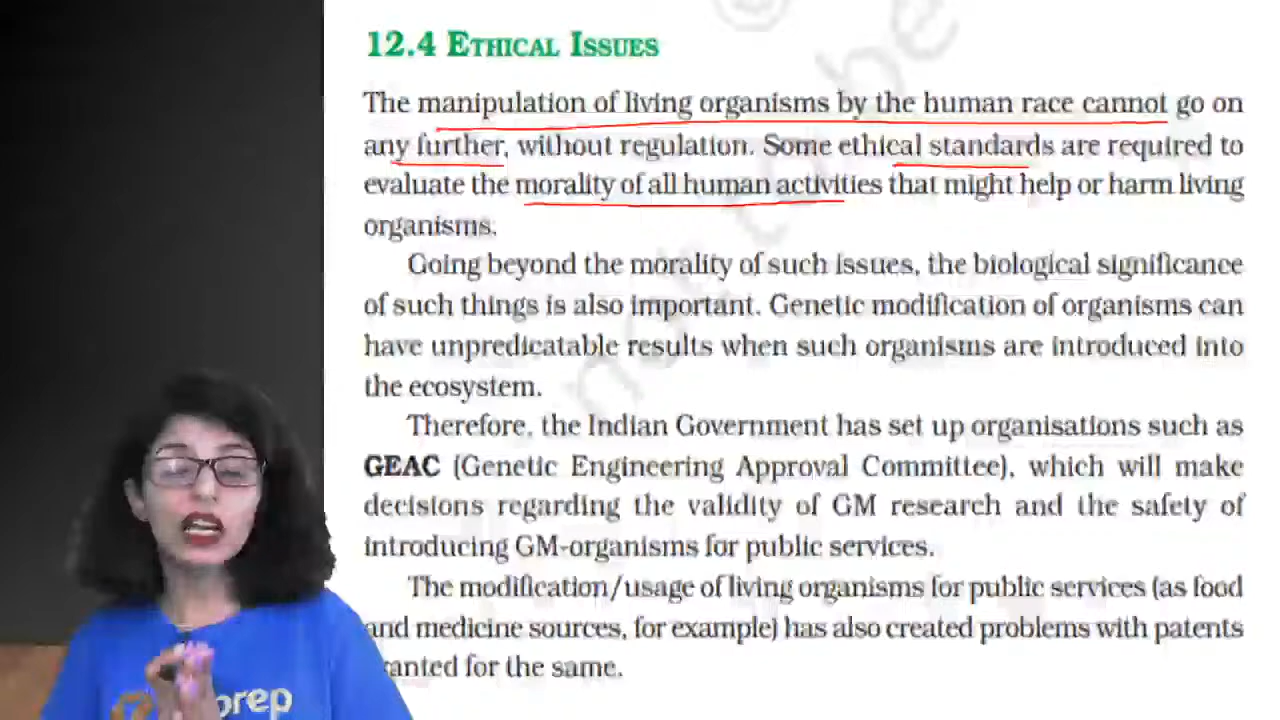 12.4 ETHICAL ISSUES
The manipulation of living organisms by the human race cannot go on
any further, without regulation. Some ethical standards are required to
evaluate the morality of all human activities that might help or harm living
organisms.
Going beyond the morality of such issues, the biological significance
of such things is also important. Genetic modification of organisms can
have unpredicatable results when such organisms are introduced into
the ecosystem.
Therefore, the Indian Government has set up organisations such as
GEAC (Genetic Engineering Approval Committee), which will make
decisions regarding the validity of GM research and the safety of
introducing GM-organisms for public services.
The modification/usage of living organisms for public services (as food
and medicine sources, for example) has also created problems with patents
anted for the same.
prep
not
be